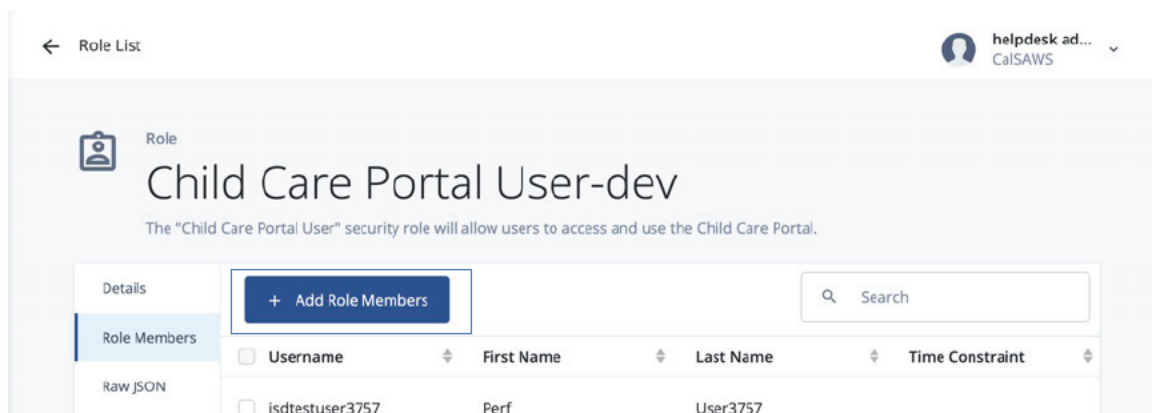 Role List
helpdesk ad...
CalSAWS
Role
Child Care Portal User-dev
The "Child Care Portal User" security role will allow users to access and use the Child Care Portal.
Details
+ Add Role Members
Search
Role Members
Username First Name Last Name Time Constraint
Raw JSON
isdtestuser3757 Perf User3757